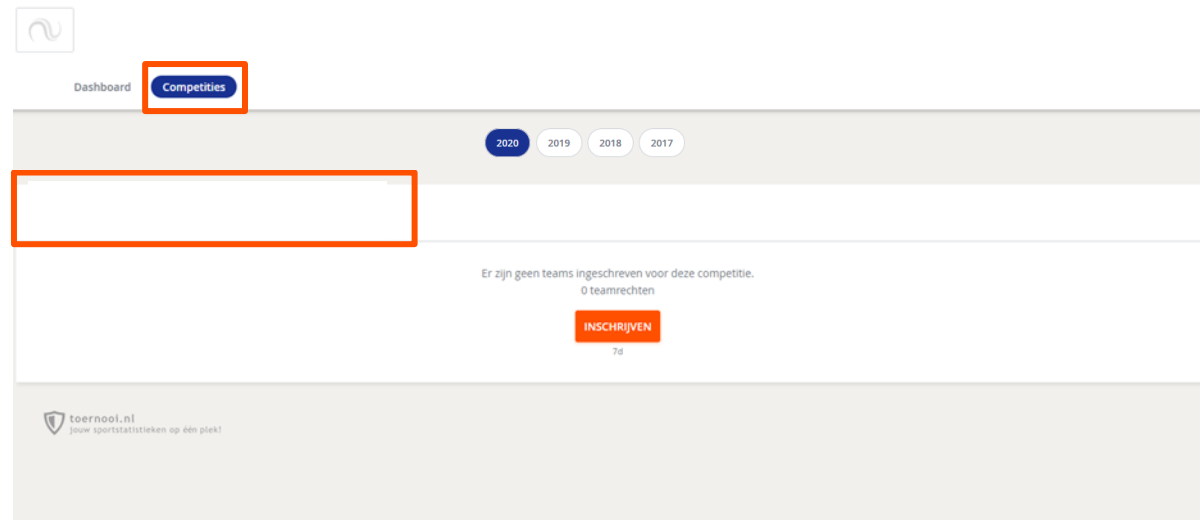 Dashboard Competities
2020 2019 2018 2017
Er zijn geen teams ingeschreven voor deze competitie.
0 teamrechten
INSCHRIJVEN
7d
toernooi.nl
jouw sportstatistieken op één plek!